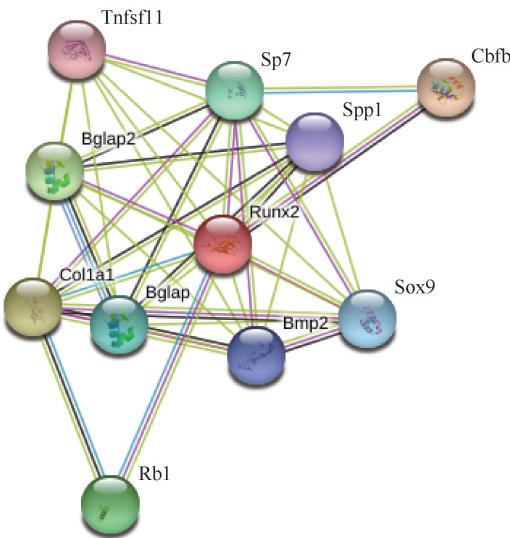 Tnfsf11
Sp7
Cbfb
Spp1
Bglap2
Runx2
Col1a1
Bglap
Sox9
Bmp2
Rb1